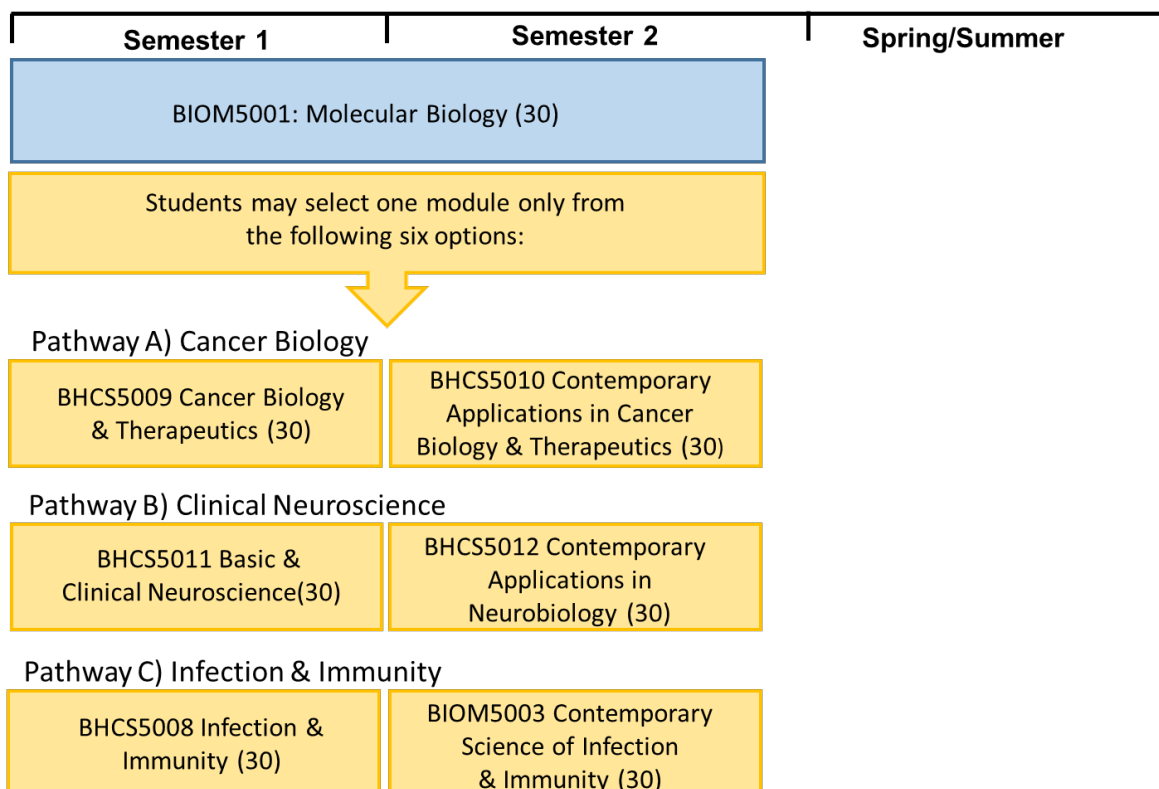 Semester 1
Semester 2
Spring/Summer
BIOM5001: Molecular Biology (30)
Students may select one module only from
the following six options:
Pathway A) Cancer Biology
BHCS5009 Cancer Biology
& Therapeutics (30)
BHCS5010 Contemporary
Applications in Cancer
Biology & Therapeutics (30)
Pathway B) Clinical Neuroscience
BHCS5011 Basic &
Clinical Neuroscience(30)
BHCS5012 Contemporary
Applications in
Neurobiology (30)
Pathway C) Infection & Immunity
BHCS5008 Infection &
Immunity (30)
BIOM5003 Contemporary
Science of Infection
& Immunity (30)